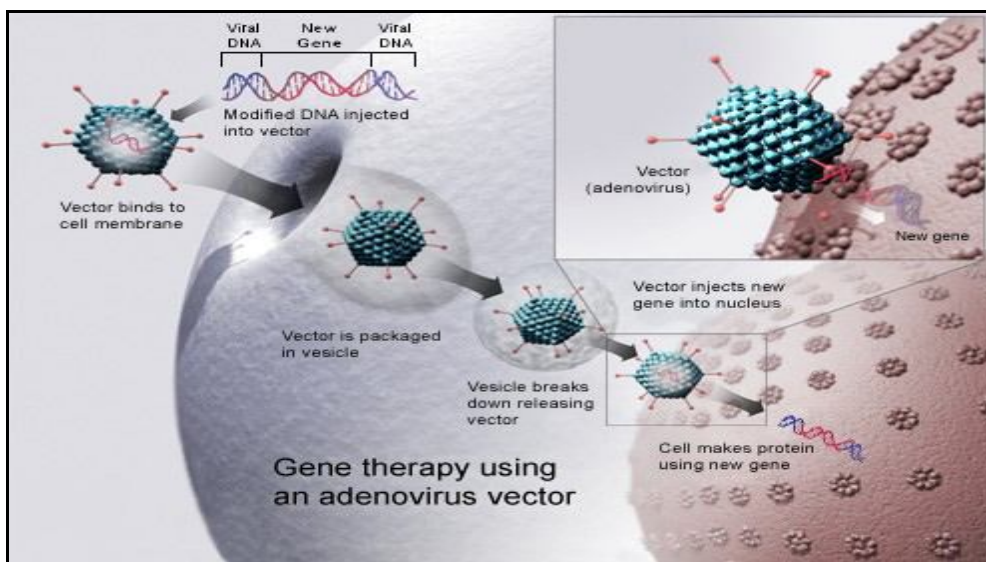 Viral DNA
New Gene
Viral DNA
Modified DNA injected
into vector
Vector binds to
cell membrane
Vector is packaged
in vesicle
Vesicle breaks
down releasing
vector
Vector
(adenovirus)
New gene
Vector injects new
gene into nucleus
Cell makes protein
using new gene
Gene therapy using
an adenovirus vector